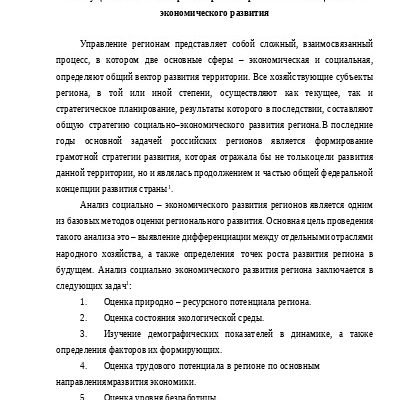 экономического развития
Управление регионам представляет собой сложный, взаимосвязанный
процесс, в котором две основные сферы – экономическая и социальная,
определяют общий вектор развития территории. Все хозяйствующие субъекты
региона, в той или иной степени, осуществляют как текущее, так и
стратегическое планирование, результаты которого в последствии, составляют
общую стратегию социально–экономического развития региона.В последние
годы основной задачей российских регионов является формирование
грамотной стратегии развития, которая отражала бы не толькоцели развития
данной территории, но и являлась продолжением и частью общей федеральной
концепции развития страны¹.
Анализ социально – экономического развития регионов является одним
из базовых методов оценки регионального развития. Основная цель проведения
такого анализа это – выявление дифференциации между отдельными отраслями
народного хозяйства, а также определения точек роста развития региона в
будущем. Анализ социально экономического развития региона заключается в
следующих задач¹:
1. Оценка природно – ресурсного потенциала региона.
2. Оценка состояния экологической среды.
3. Изучение демографических показателей в динамике, а также
определения факторов их формирующих.
4. Оценка трудового потенциала в регионе по основным
направлениямразвития экономики.
5. Оценка уровня безработицы.